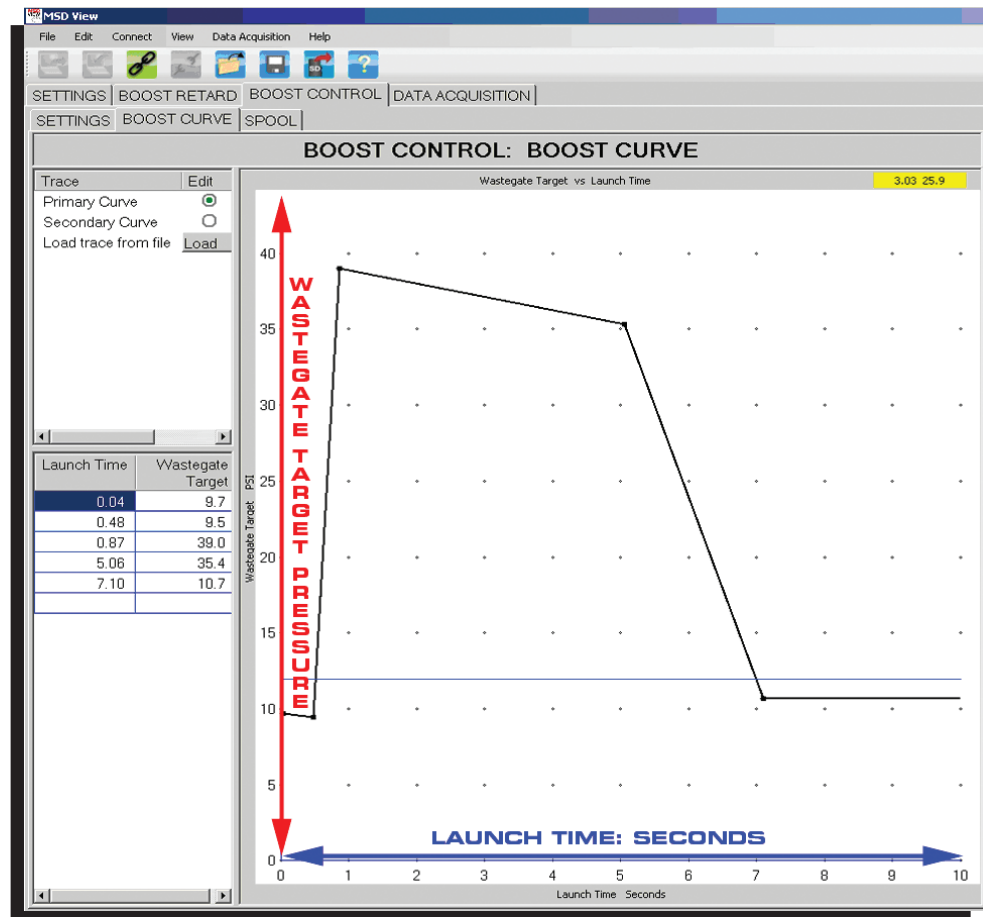 MSD View
File Edit Connect View Data Acquisition Help
SD
?
SETTINGS BOOST RETARD BOOST CONTROL DATA ACQUISITION
SETTINGS BOOST CURVE SPOOL
BOOST CONTROL: BOOST CURVE
Trace Edit
Primary Curve
Secondary Curve
Load trace from file Load
Launch Time Wastegate
Target
0.04 9.7
0.48 9.5
0.87 39.0
5.06 35.4
7.10 10.7
Wastegate Target vs Launch Time
3.03 25.9
40
35
30
25
20
15
10
5
0
Wastegate Target PSI
WASTEGATE TARGET PRESSURE
LAUNCH TIME: SECONDS
0 1 2 3 4 5 6 7 8 9 10
Launch Time Seconds